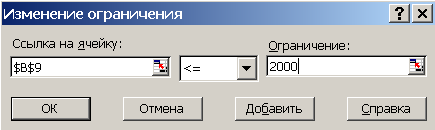 Изменение ограничения
Ссылка на ячейку: Ограничение:
$B$9 <= 2000
ОК Отмена Добавить Справка